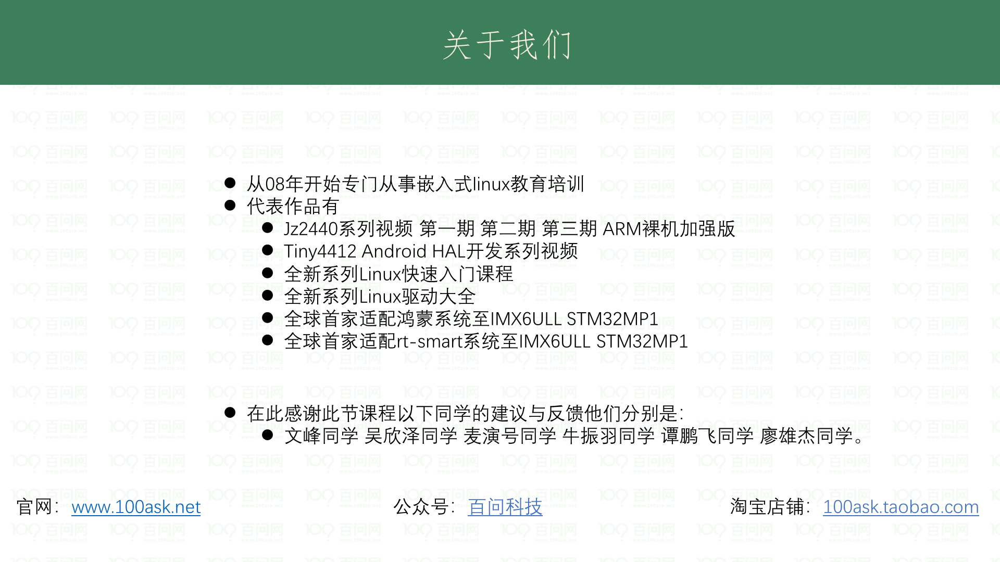 关于我们
从08年开始专门从事嵌入式linux教育培训
代表作品有
Jz2440系列视频 第一期 第二期 第三期 ARM裸机加强版
Tiny4412 Android HAL开发系列视频
全新系列Linux快速入门课程
全新系列Linux驱动大全
全球首家适配鸿蒙系统至IMX6ULL STM32MP1
全球首家适配rt-smart系统至IMX6ULL STM32MP1
在此感谢此节课程以下同学的建议与反馈他们分别是：
文峰同学 吴欣泽同学 麦演号同学 牛振羽同学 谭鹏飞同学 廖雄杰同学。
官网：www.100ask.net 公众号：百问科技 淘宝店铺：100ask.taobao.com